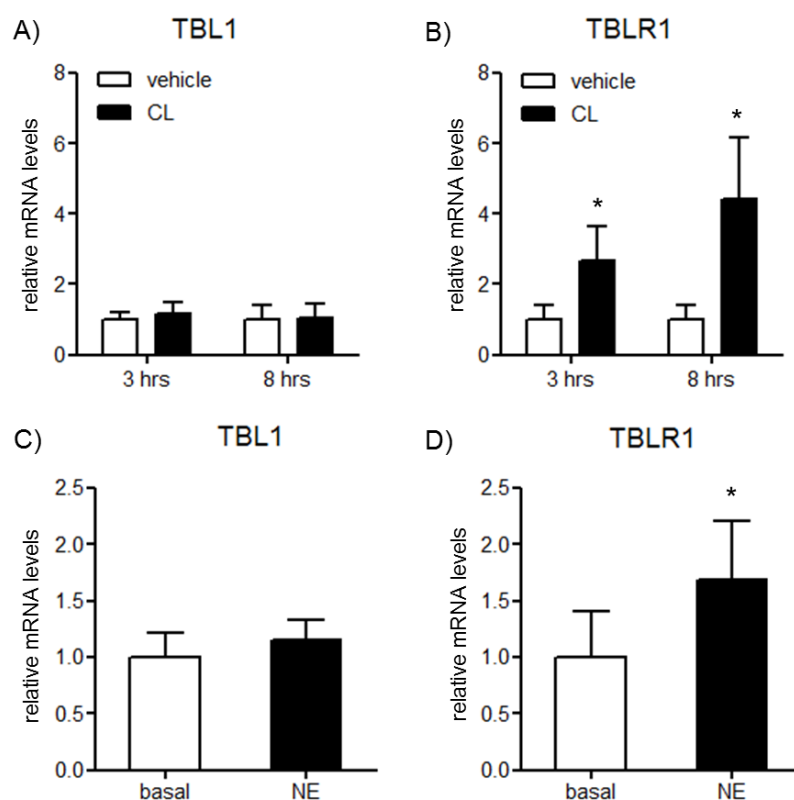 A) TBL1
relative mRNA levels
8
6
4
2
0
vehicle
CL
3 hrs 8 hrs
B) TBLR1
relative mRNA levels
8
6
4
2
0
vehicle
CL
*
*
3 hrs 8 hrs
C) TBL1
relative mRNA levels
2.5
2.0
1.5
1.0
0.5
0.0
basal NE
D) TBLR1
relative mRNA levels
2.5
2.0
1.5
1.0
0.5
0.0
*
basal NE